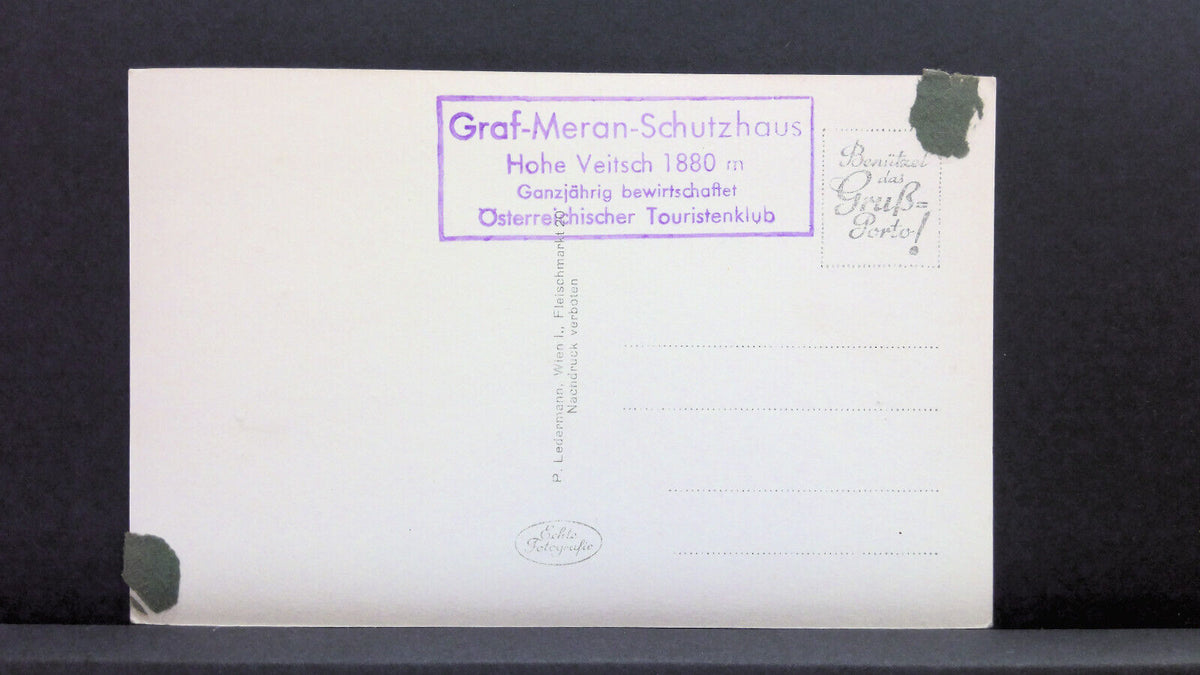 Graf-Meran-Schutzhaus
Hohe Veitsch 1880 m
Ganzjährig bewirtschaftet
Österreichischer Touristenklub
Benützet
das
Gruß=
Porto!
P. Ledermann, Wien I., Fleischmarkt 20
Nachdruck verboten
Echte
Fotografie